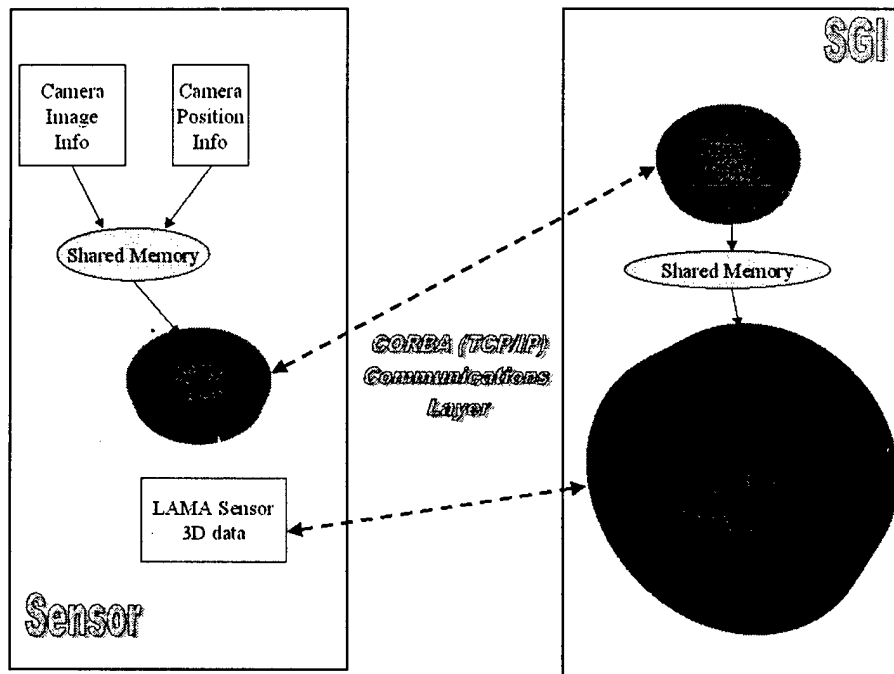 Camera
Image
Info
Camera
Position
Info
Shared Memory
LAMA Sensor
3D data
Sensor
CORBA (TCP/IP)
Communications
Layer
SGI
Shared Memory